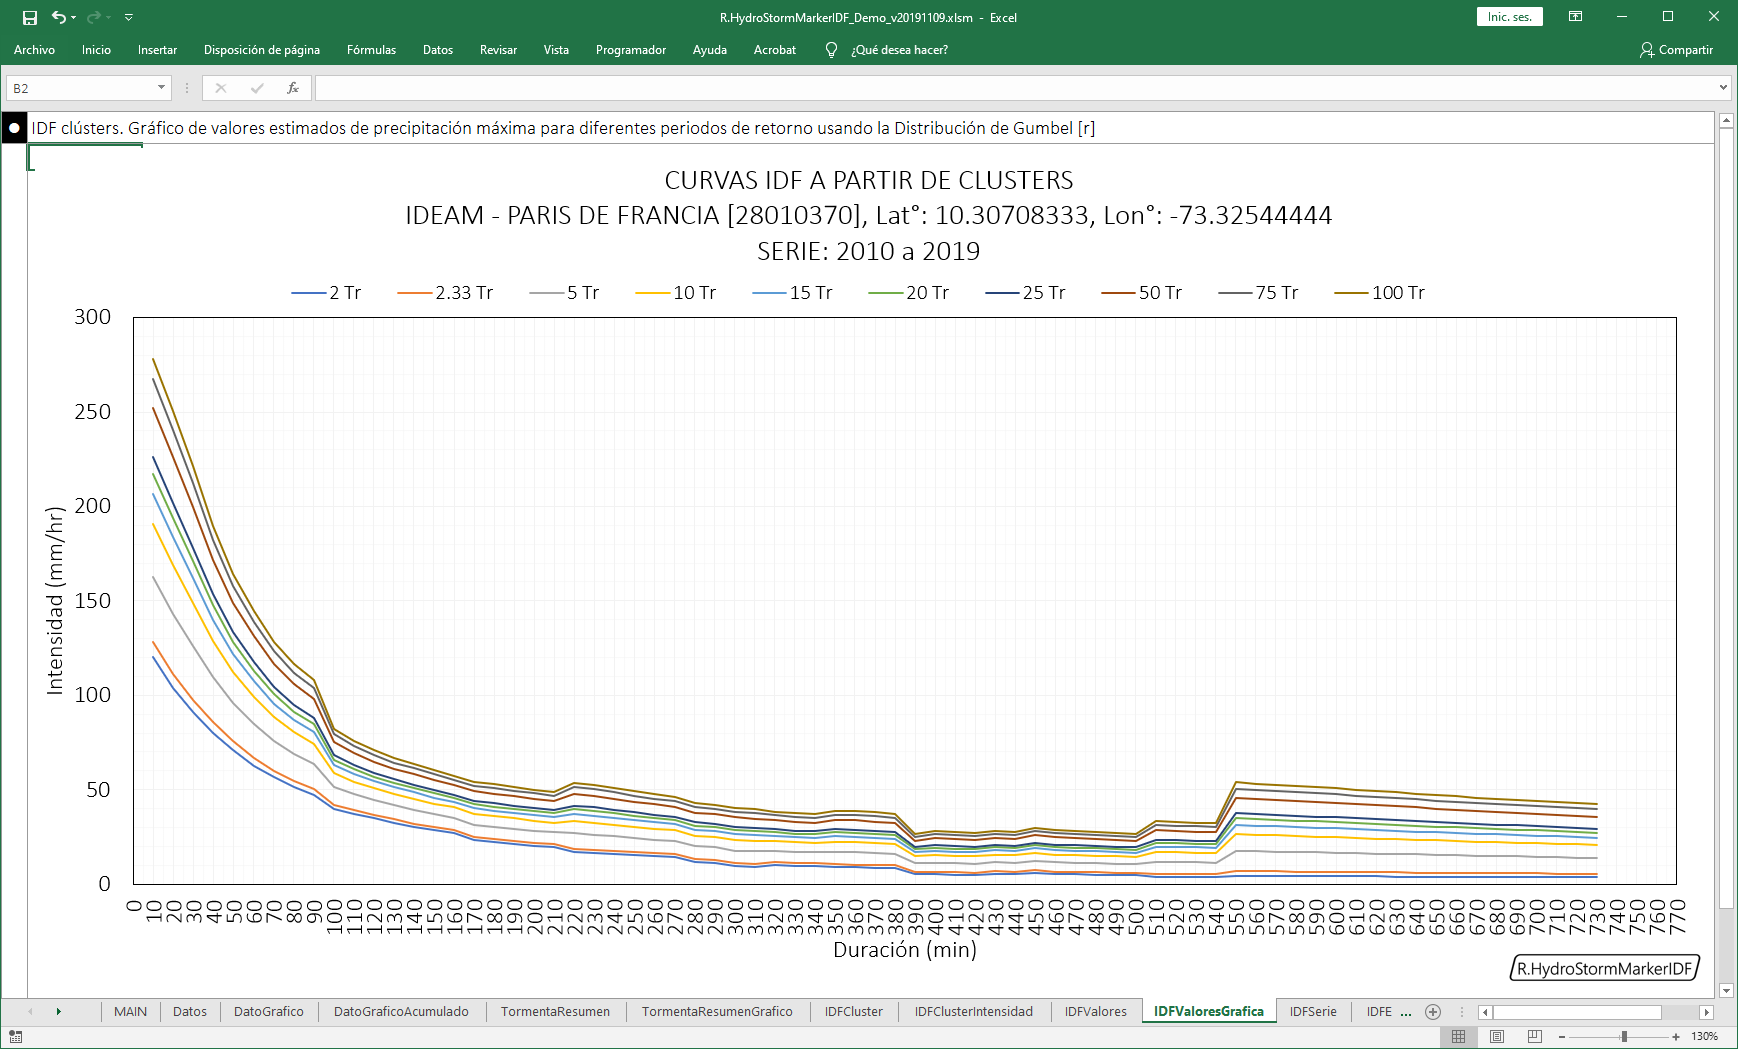 R.HydroStormMarkerIDF_Demo_v20191109.xlsm - Excel
Inic. ses.
Archivo Inicio Insertar Disposición de página Fórmulas Datos Revisar Vista Programador Ayuda Acrobat ¿Qué desea hacer? Compartir
B2 fx
IDF clústers. Gráfico de valores estimados de precipitación máxima para diferentes periodos de retorno usando la Distribución de Gumbel [r]
CURVAS IDF A PARTIR DE CLUSTERS
IDEAM - PARIS DE FRANCIA [28010370], Lat°: 10.30708333, Lon°: -73.32544444
SERIE: 2010 a 2019
2 Tr 2.33 Tr 5 Tr 10 Tr 15 Tr 20 Tr 25 Tr 50 Tr 75 Tr 100 Tr
300
250
200
150
100
50
0
Intensidad (mm/hr)
0 10 20 30 40 50 60 70 80 90 100 110 120 130 140 150 160 170 180 190 200 210 220 230 240 250 260 270 280 290 300 310 320 330 340 350 360 370 380 390 400 410 420 430 440 450 460 470 480 490 500 510 520 530 540 550 560 570 580 590 600 610 620 630 640 650 660 670 680 690 700 710 720 730 740 750 760 770
Duración (min)
R.HydroStormMarkerIDF
MAIN Datos DatoGrafico DatoGraficoAcumulado TormentaResumen TormentaResumenGrafico IDFCluster IDFClusterIntensidad IDFValores IDFValoresGrafica IDFSerie IDFE ...
130%